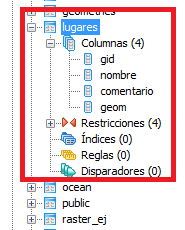 geometries
lugares
Columnas (4)
gid
nombre
comentario
geom
Restricciones (4)
Índices (0)
Reglas (0)
Disparadores (0)
ocean
public
raster_ej